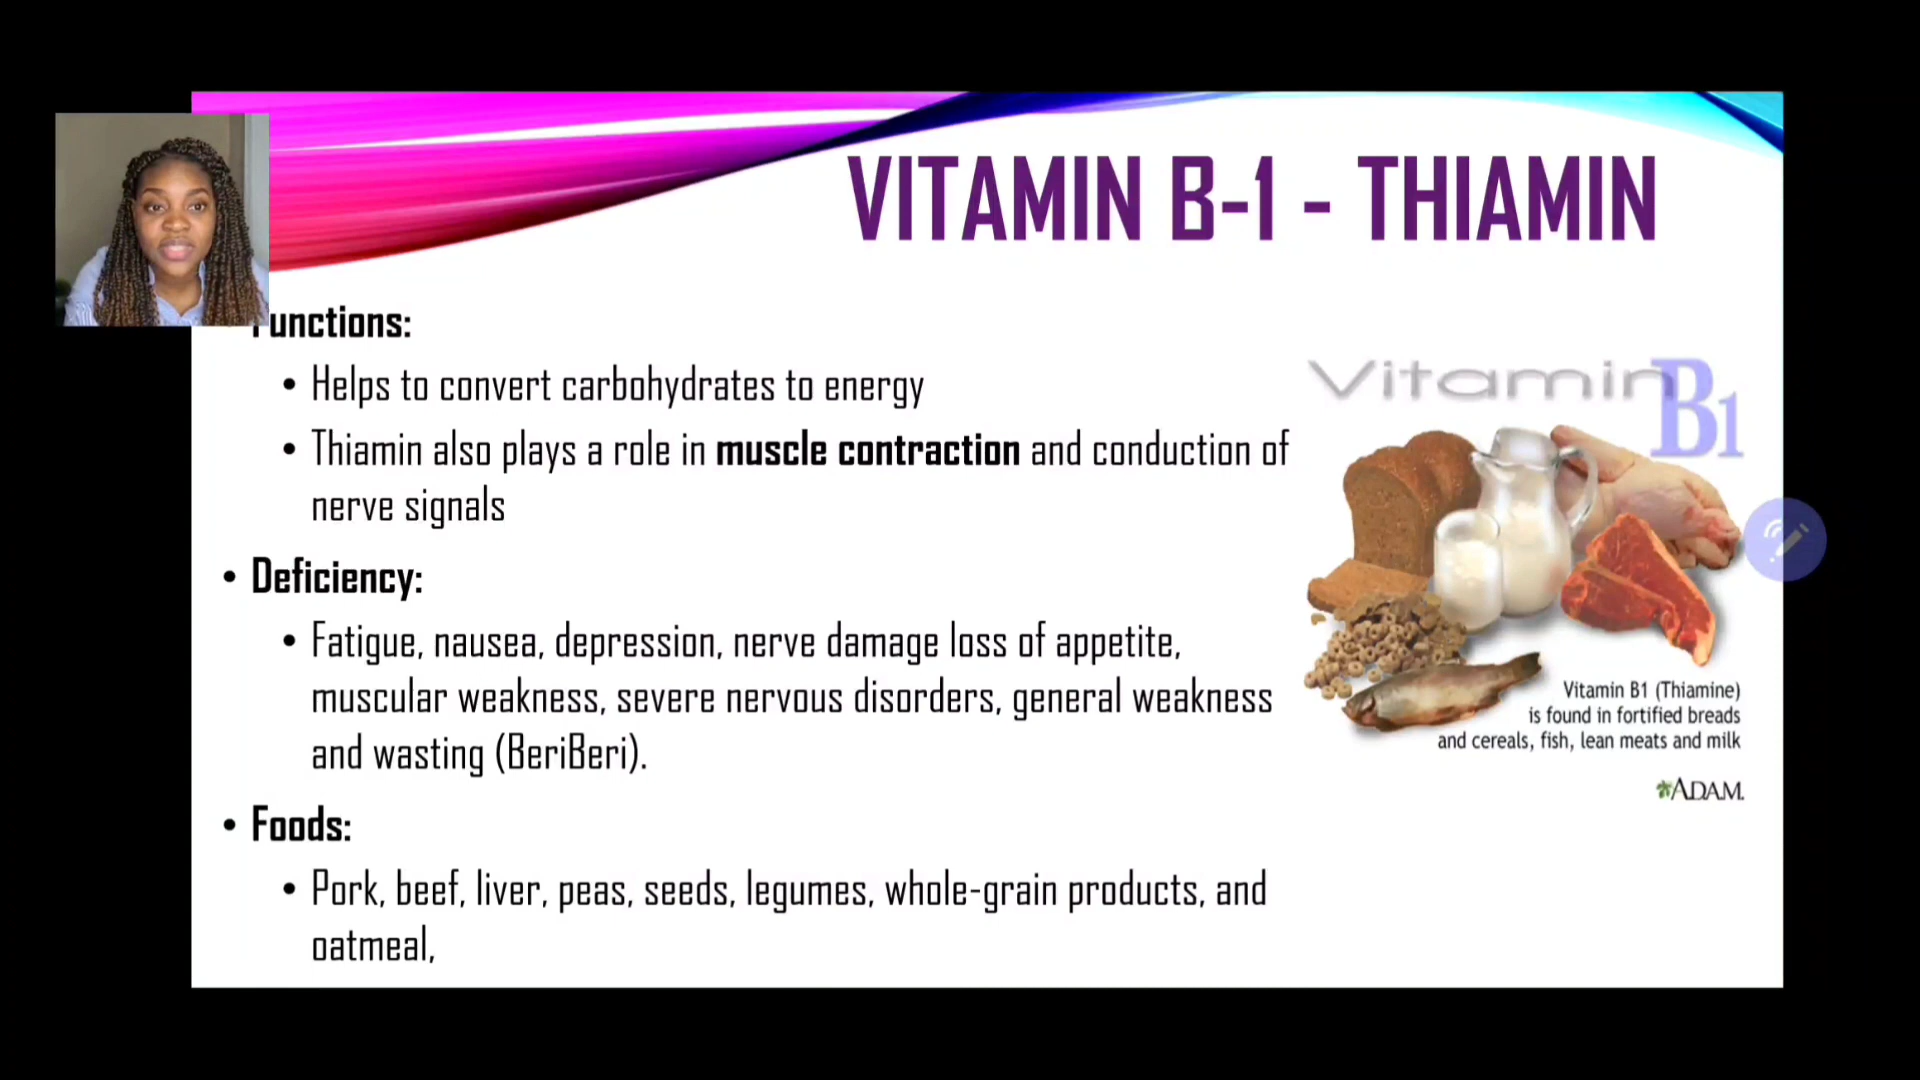 VITAMIN B-1 - THIAMIN
Functions:
• Helps to convert carbohydrates to energy
• Thiamin also plays a role in muscle contraction and conduction of
nerve signals
• Deficiency:
• Fatigue, nausea, depression, nerve damage loss of appetite,
muscular weakness, severe nervous disorders, general weakness
and wasting (BeriBeri).
• Foods:
• Pork, beef, liver, peas, seeds, legumes, whole-grain products, and
oatmeal,
Vitamin B1
Vitamin B1 (Thiamine)
is found in fortified breads
and cereals, fish, lean meats and milk
ADAM.